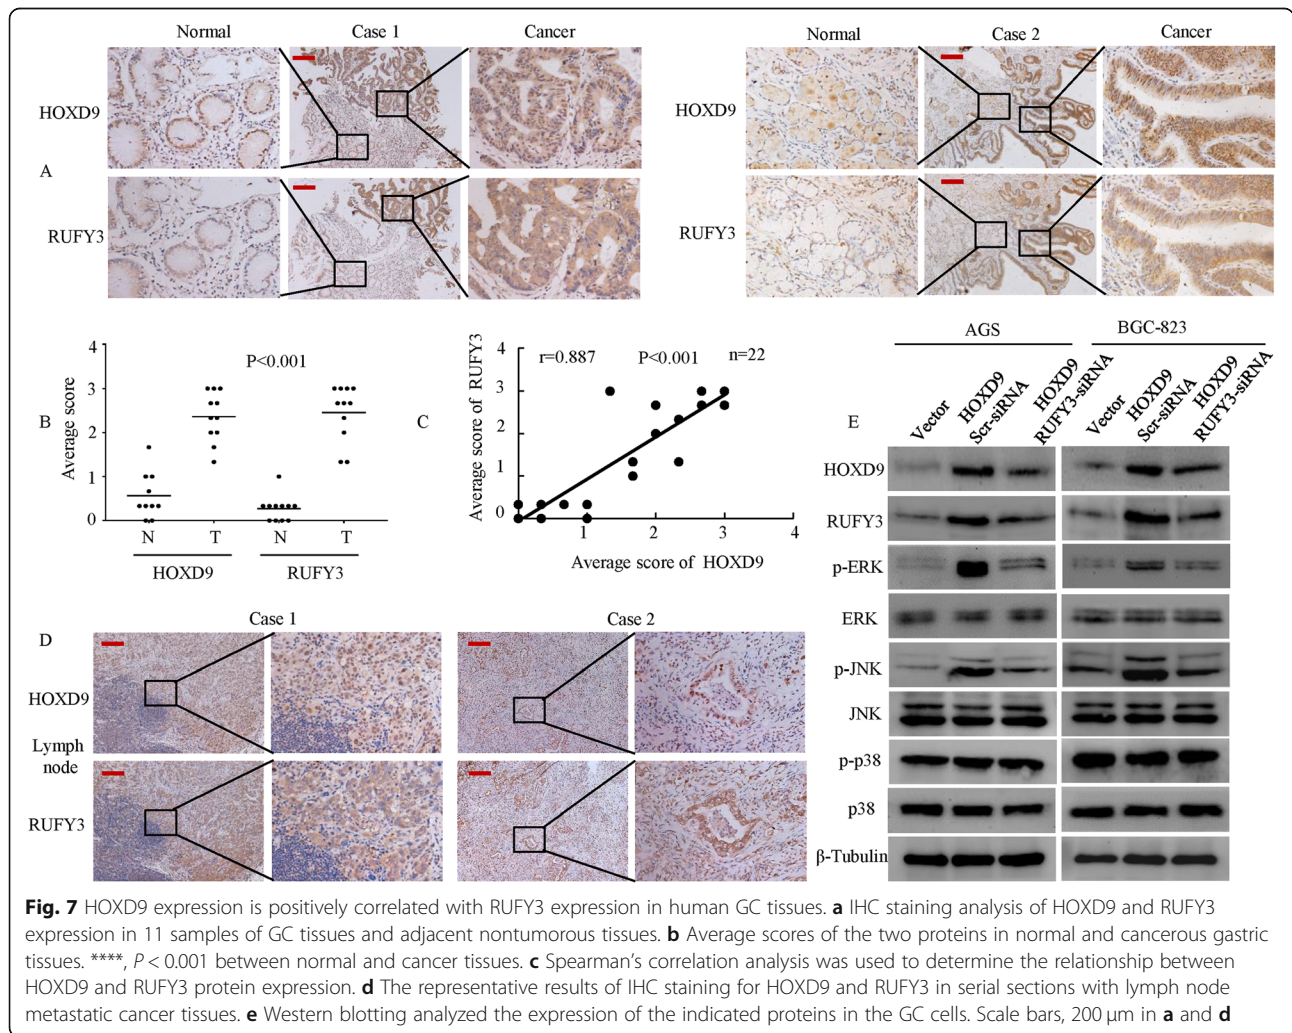 Normal Case 1 Cancer
Normal Case 2 Cancer
HOXD9
HOXD9
A
RUFY3
RUFY3
B
Average score
4
3
2
1
0
P<0.001
N T N T
HOXD9 RUFY3
C
Average score of RUFY3
4
3
2
1
0
r=0.887 P<0.001 n=22
0 1 2 3 4
Average score of HOXD9
D
Case 1 Case 2
HOXD9
Lymph
node
RUFY3
E
AGS BGC-823
Vector
HOXD9
Scr-siRNA
HOXD9
RUFY3-siRNA
Vector
HOXD9
Scr-siRNA
HOXD9
RUFY3-siRNA
HOXD9
RUFY3
p-ERK
ERK
p-JNK
JNK
p-p38
p38
β-Tubulin
Fig. 7 HOXD9 expression is positively correlated with RUFY3 expression in human GC tissues. a IHC staining analysis of HOXD9 and RUFY3
expression in 11 samples of GC tissues and adjacent nontumorous tissues. b Average scores of the two proteins in normal and cancerous gastric
tissues. ****, P < 0.001 between normal and cancer tissues. c Spearman's correlation analysis was used to determine the relationship between
HOXD9 and RUFY3 protein expression. d The representative results of IHC staining for HOXD9 and RUFY3 in serial sections with lymph node
metastatic cancer tissues. e Western blotting analyzed the expression of the indicated proteins in the GC cells. Scale bars, 200 μm in a and d